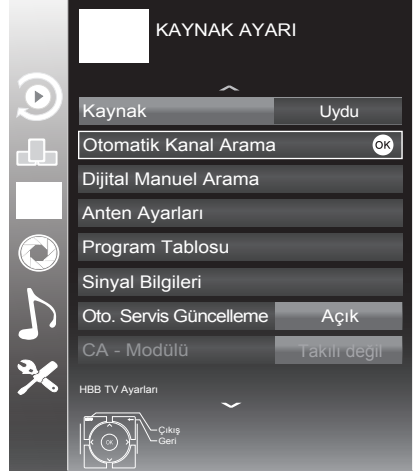 KAYNAK AYARI
Kaynak Uydu
Otomatik Kanal Arama OK
Dijital Manuel Arama
Anten Ayarları
Program Tablosu
Sinyal Bilgileri
Oto. Servis Güncelleme Açık
CA - Modülü Takılı değil
HBB TV Ayarları
Çıkış
Geri
OK